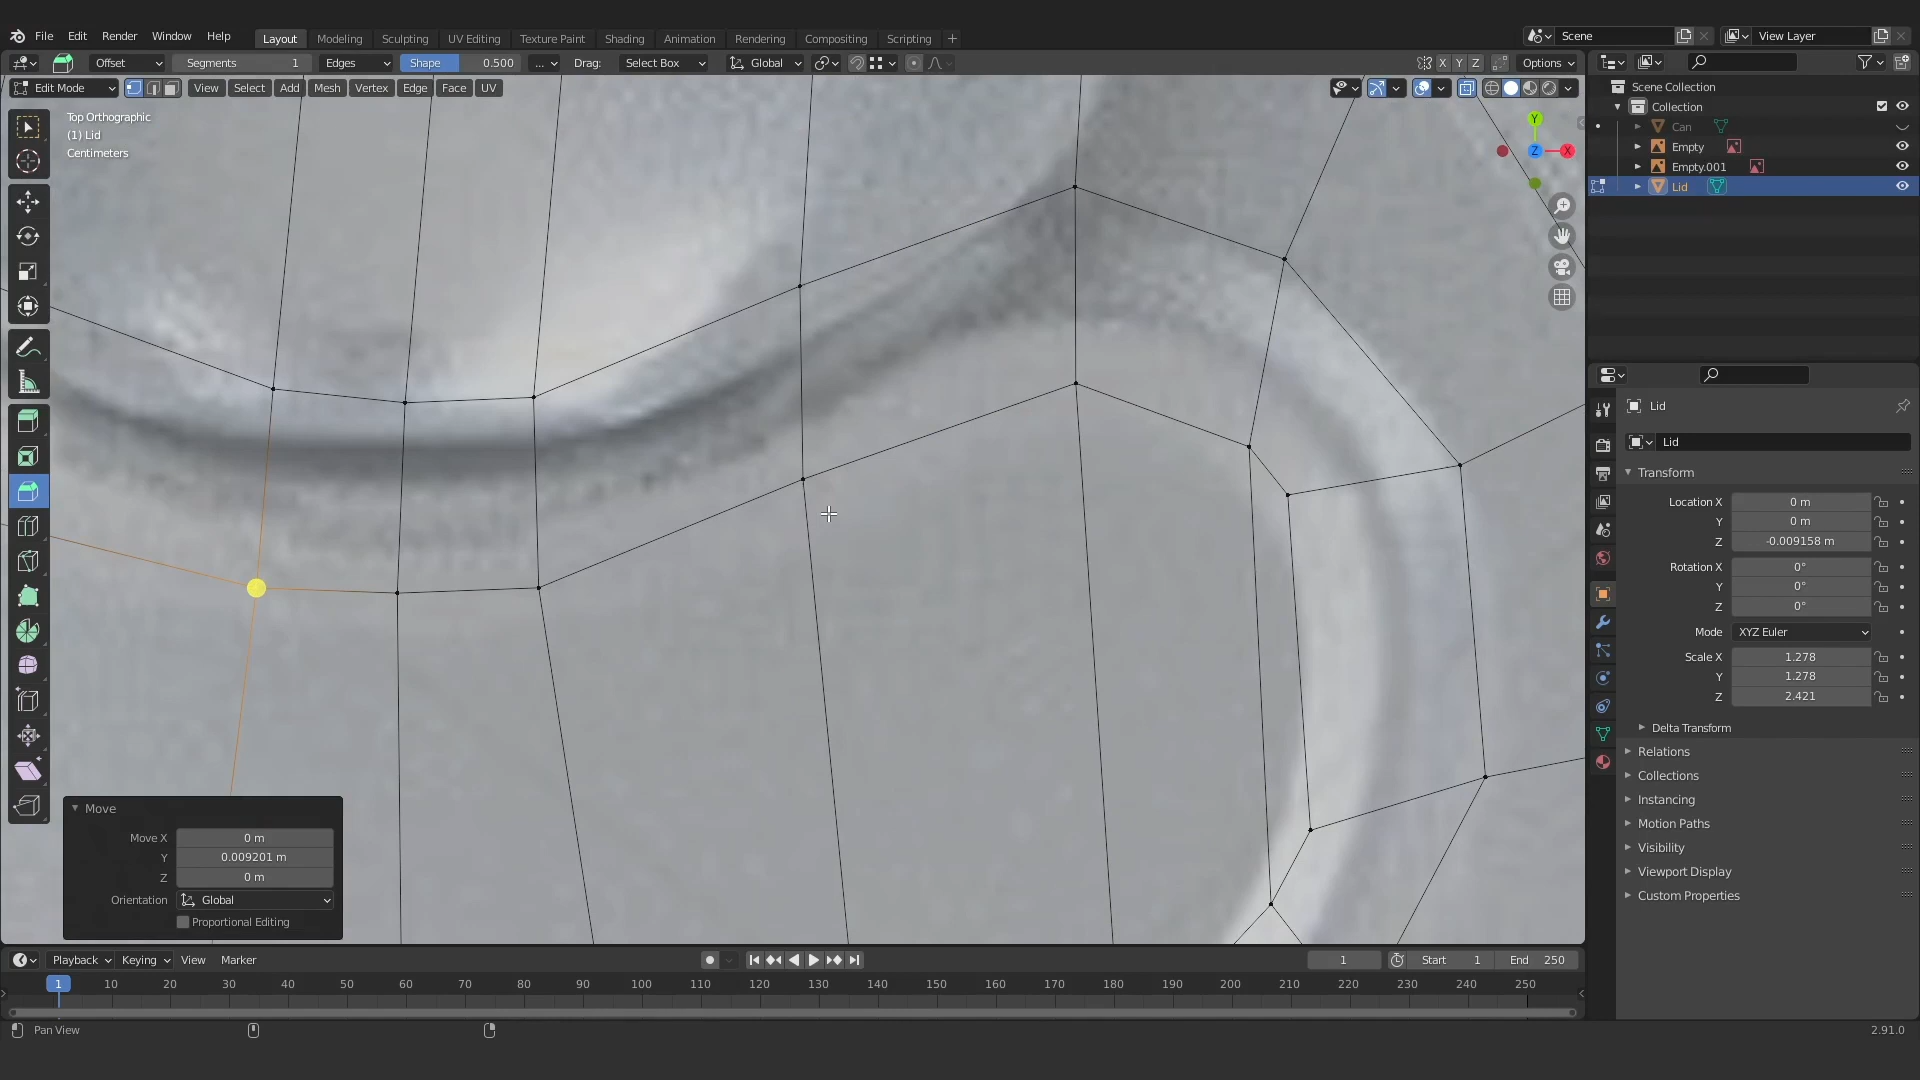 File Edit Render Window Help Layout Modeling Sculpting UV Editing Texture Paint Shading Animation Rendering Compositing Scripting + Scene View Layer
Offset Segments 1 Edges Shape 0.500 ... Drag: Select Box Global X Y Z Options
Edit Mode View Select Add Mesh Vertex Edge Face UV
Top Orthographic
(1) Lid
Centimeters
Y
Z
X
Scene Collection
Collection
Can
Empty
Empty.001
Lid
Lid
Lid
Transform
Location X 0 m
Y 0 m
Z -0.009158 m
Rotation X 0°
Y 0°
Z 0°
Mode XYZ Euler
Scale X 1.278
Y 1.278
Z 2.421
Delta Transform
Relations
Collections
Instancing
Motion Paths
Visibility
Viewport Display
Custom Properties
Move
Move X 0 m
Y 0.009201 m
Z 0 m
Orientation Global
Proportional Editing
Playback Keying View Marker 1 Start 1 End 250
1 10 20 30 40 50 60 70 80 90 100 110 120 130 140 150 160 170 180 190 200 210 220 230 240 250
Pan View 2.91.0